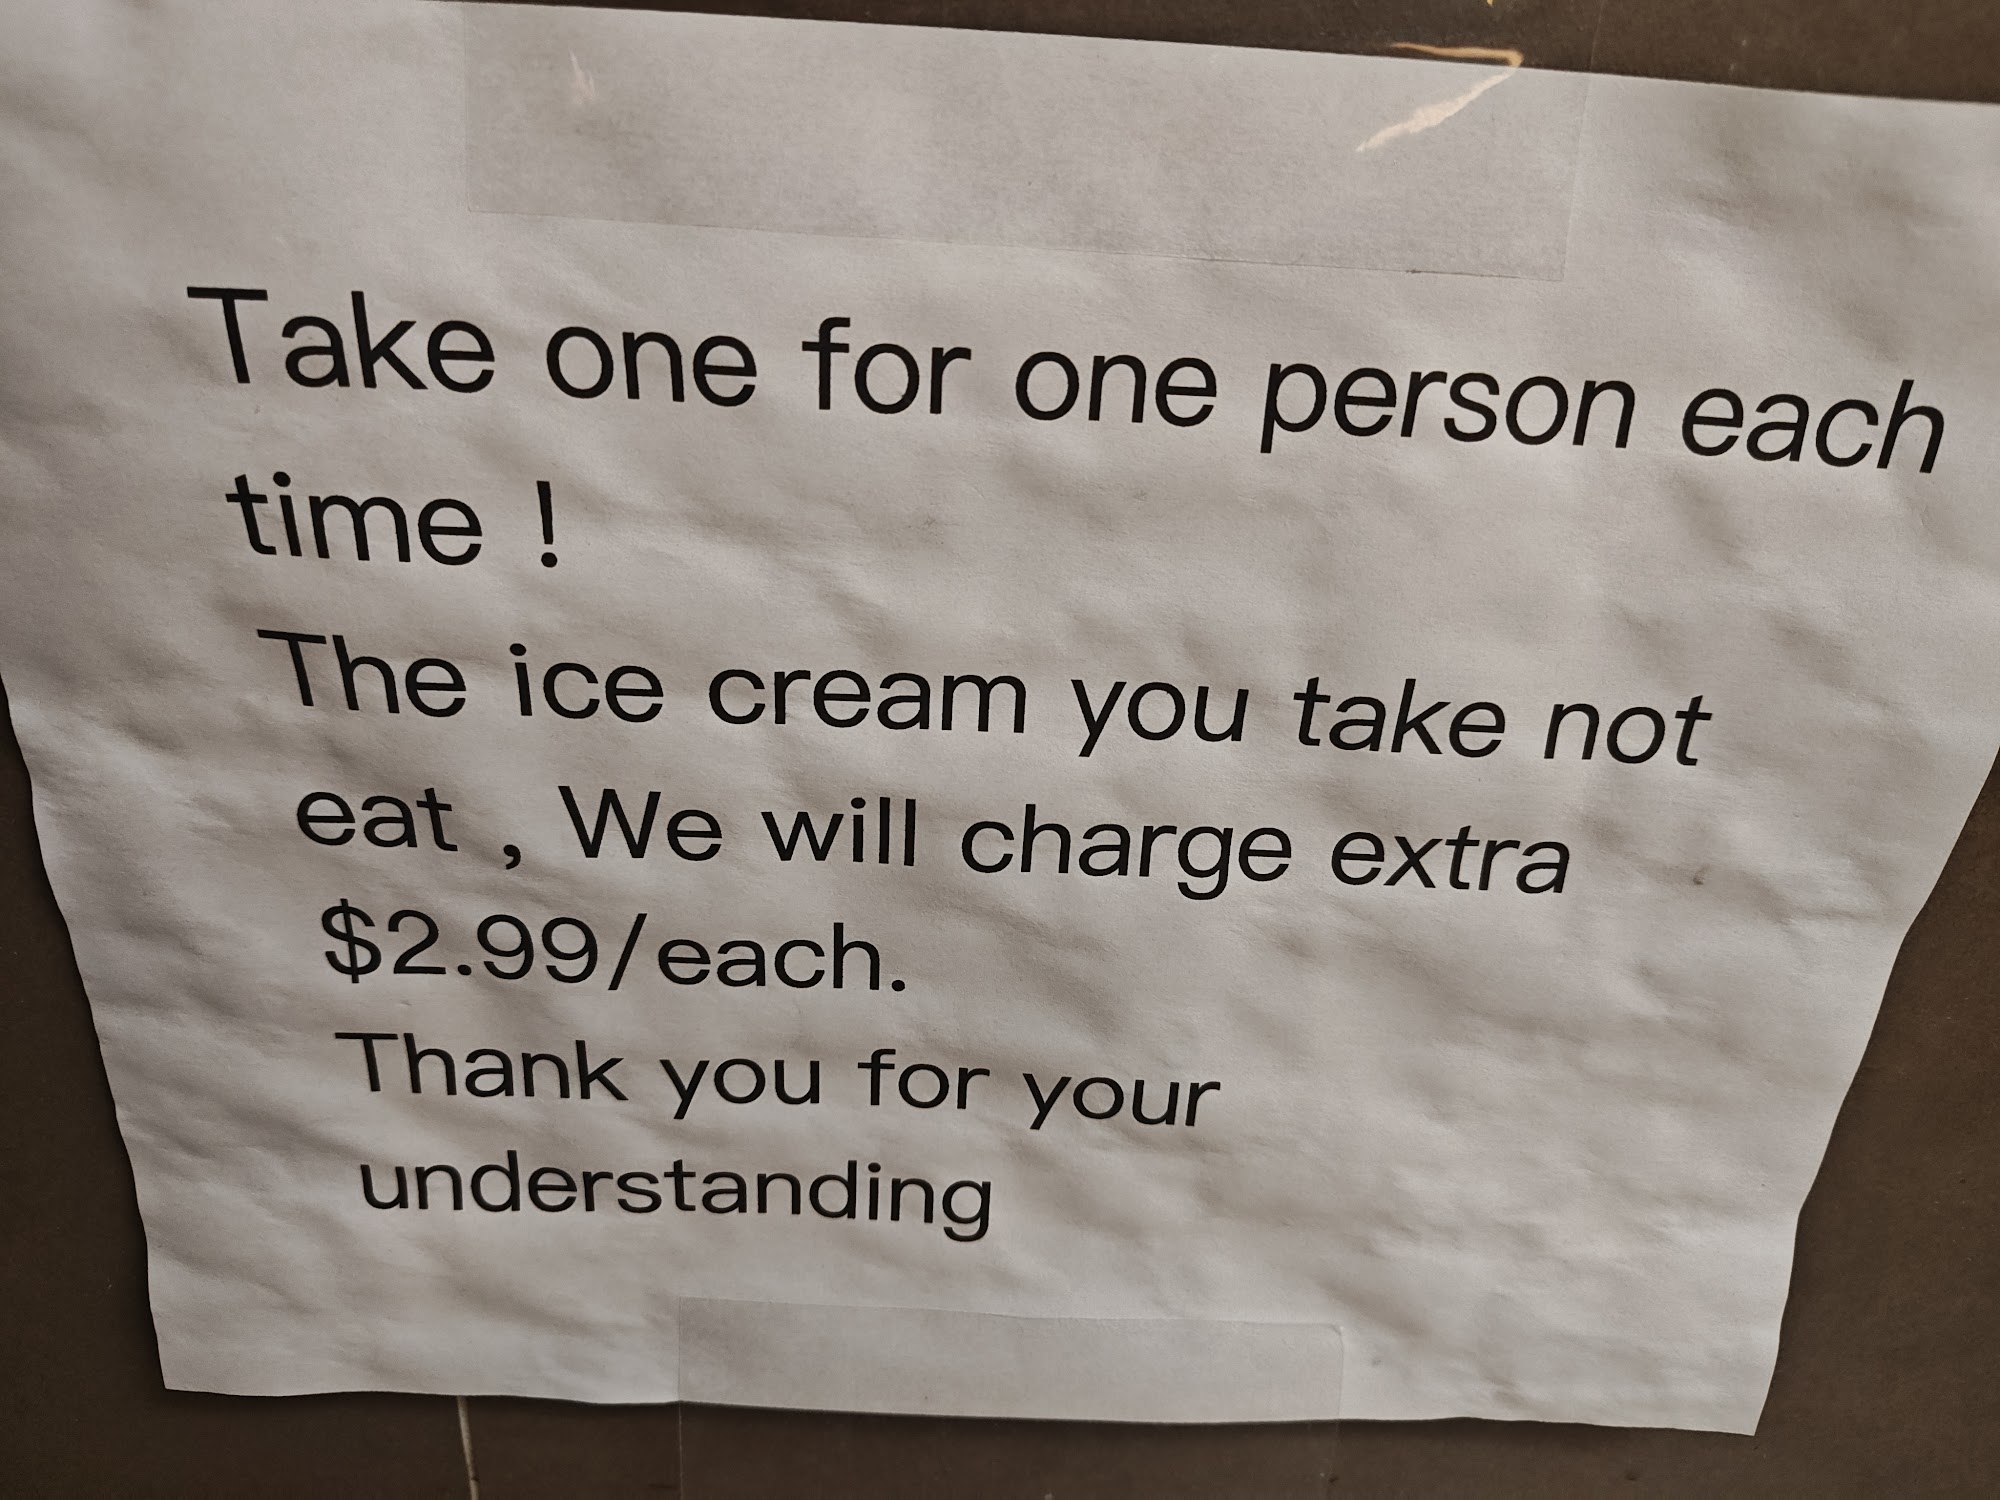 Take one for one person each
time !
The ice cream you take not
eat , We will charge extra
$2.99/each.
Thank you for your
understanding